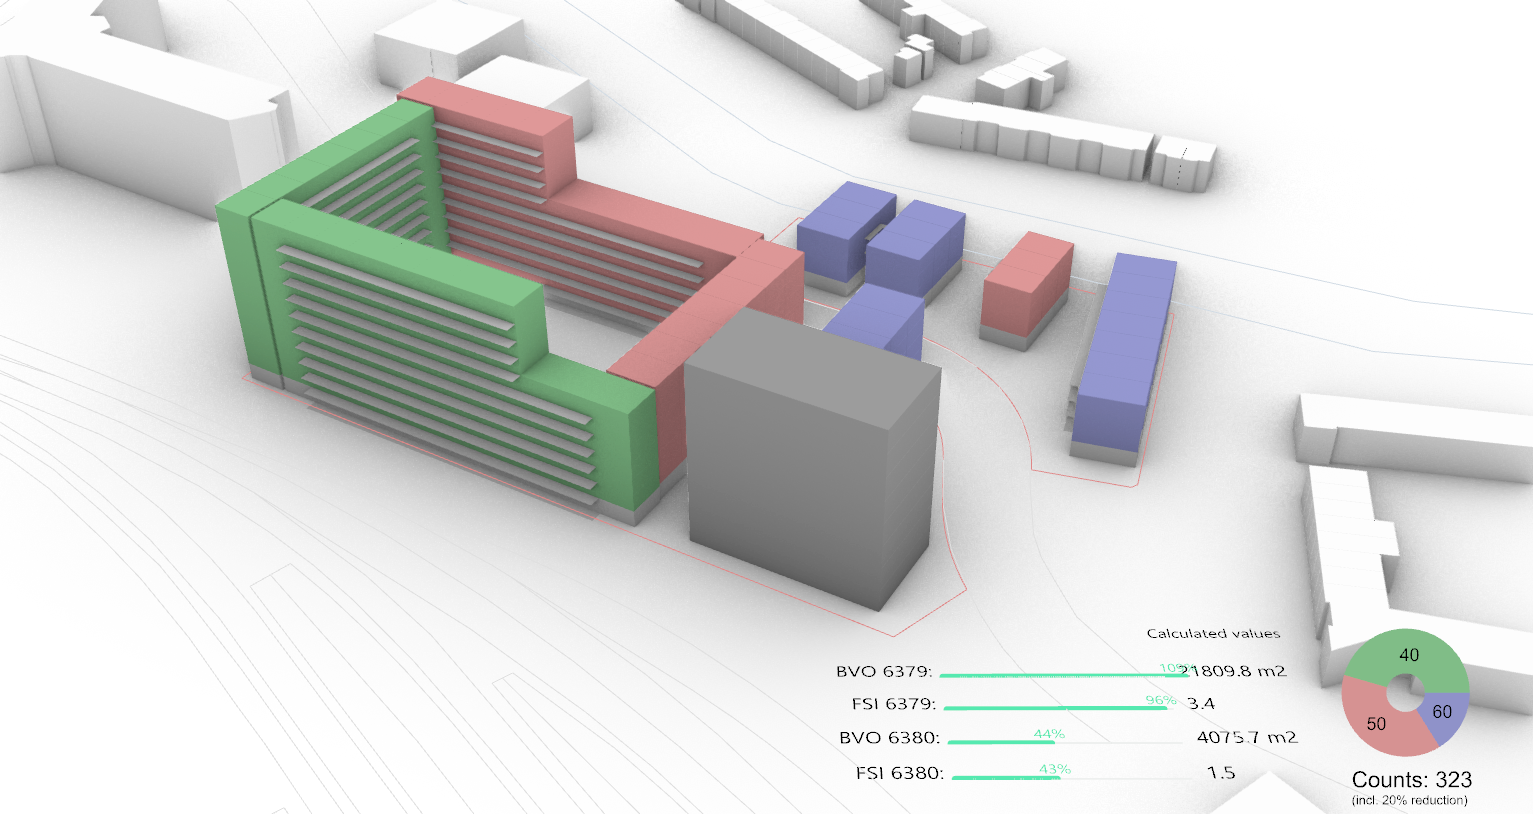 Calculated values
BVO 6379: 109% 21809.8 m2
FSI 6379: 96% 3.4
BVO 6380: 44% 4075.7 m2
FSI 6380: 43% 1.5
40
50
60
Counts: 323
(incl. 20% reduction)